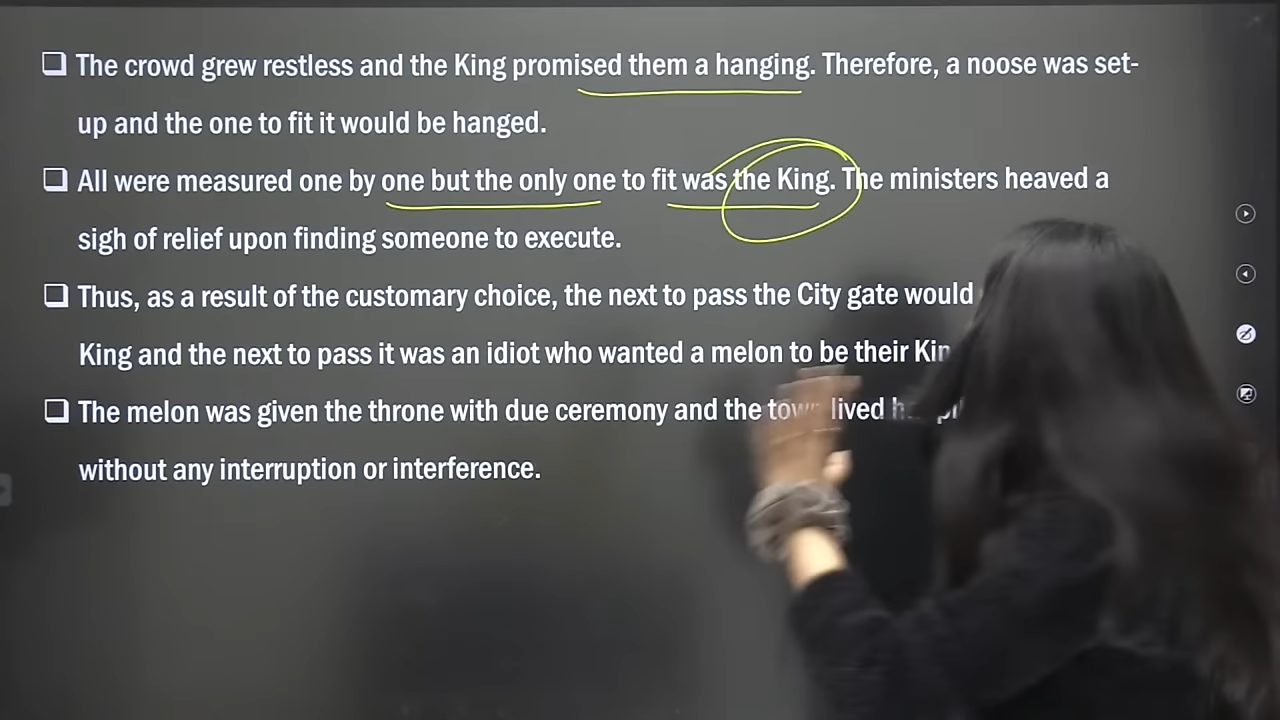 The crowd grew restless and the King promised them a hanging. Therefore, a noose was set-
up and the one to fit it would be hanged.
All were measured one by one but the only one to fit was the King. The ministers heaved a
sigh of relief upon finding someone to execute.
Thus, as a result of the customary choice, the next to pass the City gate would
King and the next to pass it was an idiot who wanted a melon to be their
The melon was given the throne with due ceremony and the town lived
without any interruption or interference.